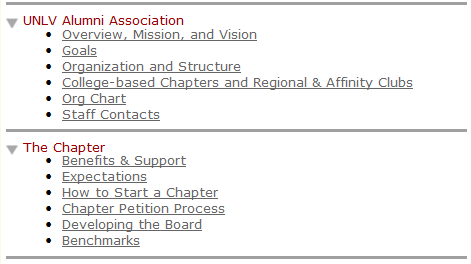 UNLV Alumni Association
Overview, Mission, and Vision
Goals
Organization and Structure
College-based Chapters and Regional & Affinity Clubs
Org Chart
Staff Contacts
The Chapter
Benefits & Support
Expectations
How to Start a Chapter
Chapter Petition Process
Developing the Board
Benchmarks